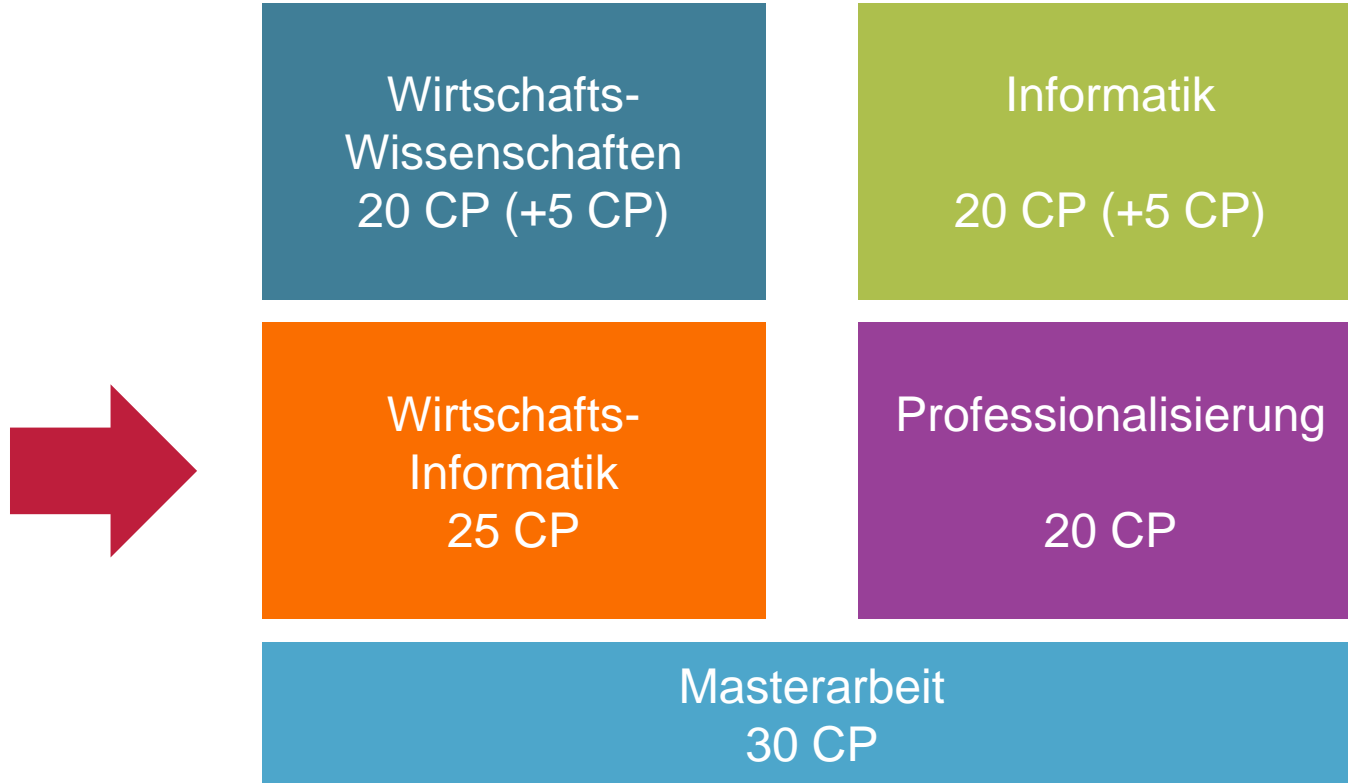 Wirtschafts-
Wissenschaften
20 CP (+5 CP)
Informatik
20 CP (+5 CP)
Wirtschafts-
Informatik
25 CP
Professionalisierung
20 CP
Masterarbeit
30 CP